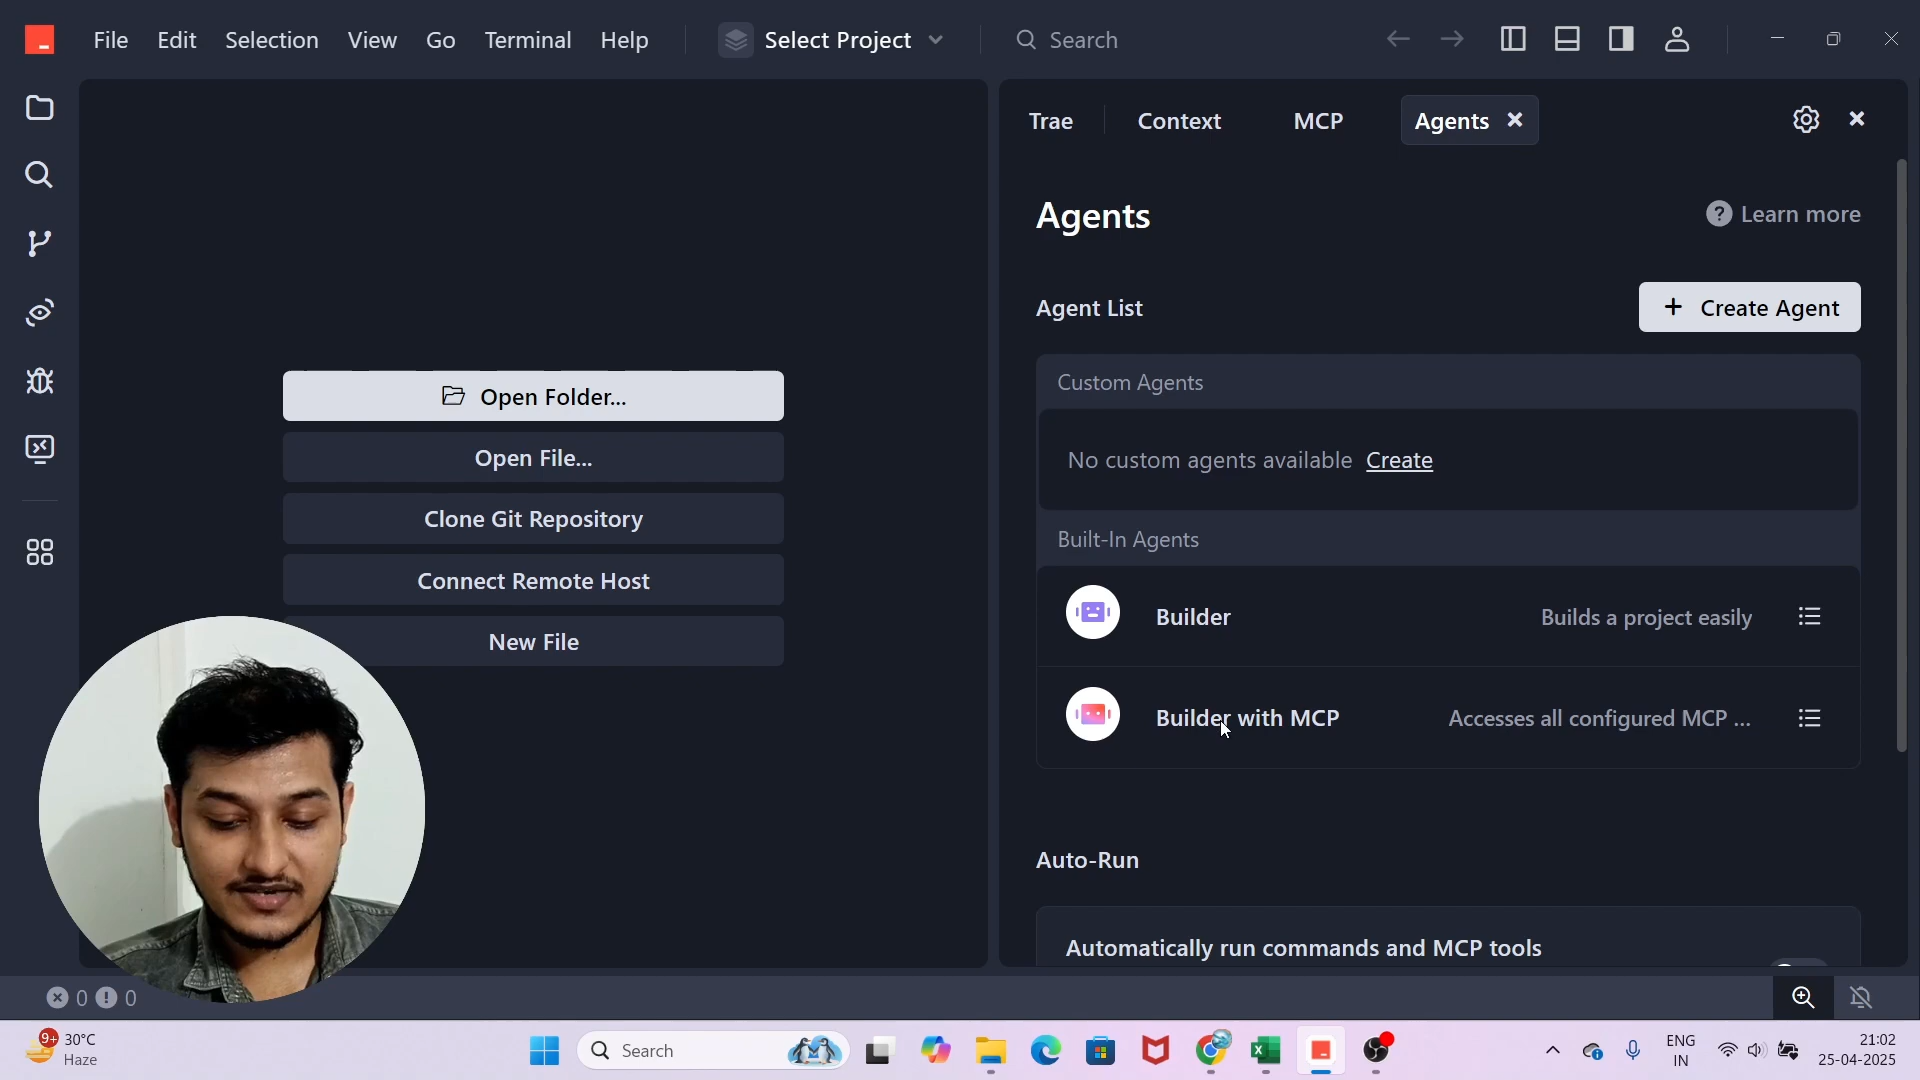 File Edit Selection View Go Terminal Help Select Project Search
Trae Context MCP Agents
Agents
Learn more
Agent List
Create Agent
Custom Agents
Open Folder...
Open File...
No custom agents available Create
Clone Git Repository
Built-In Agents
Connect Remote Host
Builder Builds a project easily
New File
Builder with MCP Accesses all configured MCP ...
Auto-Run
Automatically run commands and MCP tools
0 0
9+ 30°C
Haze
Search
ENG
IN
21:02
25-04-2025